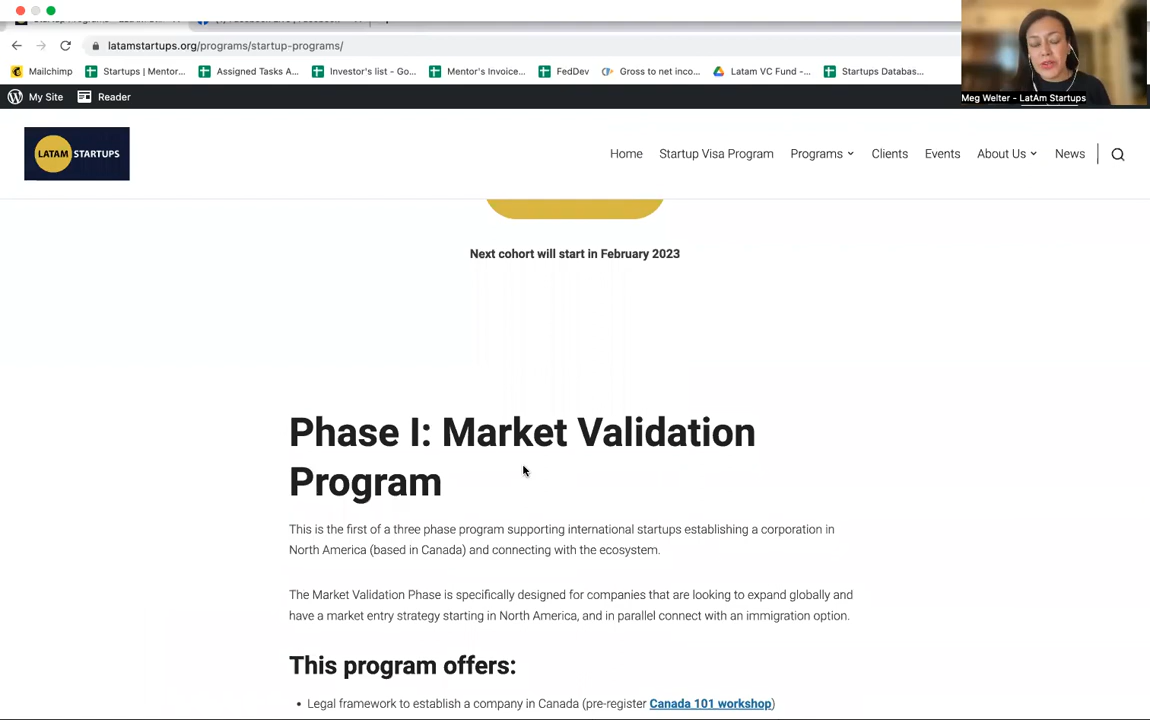 latamstartups.org/programs/startup-programs/
Mailchimp Startups | Mentor... Assigned Tasks A... Investor's list - Go... Mentor's Invoice... FedDev Gross to net inco... Latam VC Fund -... Startups Databas...
Meg Welter - LatAm Startups
My Site Reader
LATAM STARTUPS
Home Startup Visa Program Programs Clients Events About Us News
Next cohort will start in February 2023
Phase I: Market Validation
Program
This is the first of a three phase program supporting international startups establishing a corporation in
North America (based in Canada) and connecting with the ecosystem.
The Market Validation Phase is specifically designed for companies that are looking to expand globally and
have a market entry strategy starting in North America, and in parallel connect with an immigration option.
This program offers:
• Legal framework to establish a company in Canada (pre-register Canada 101 workshop)